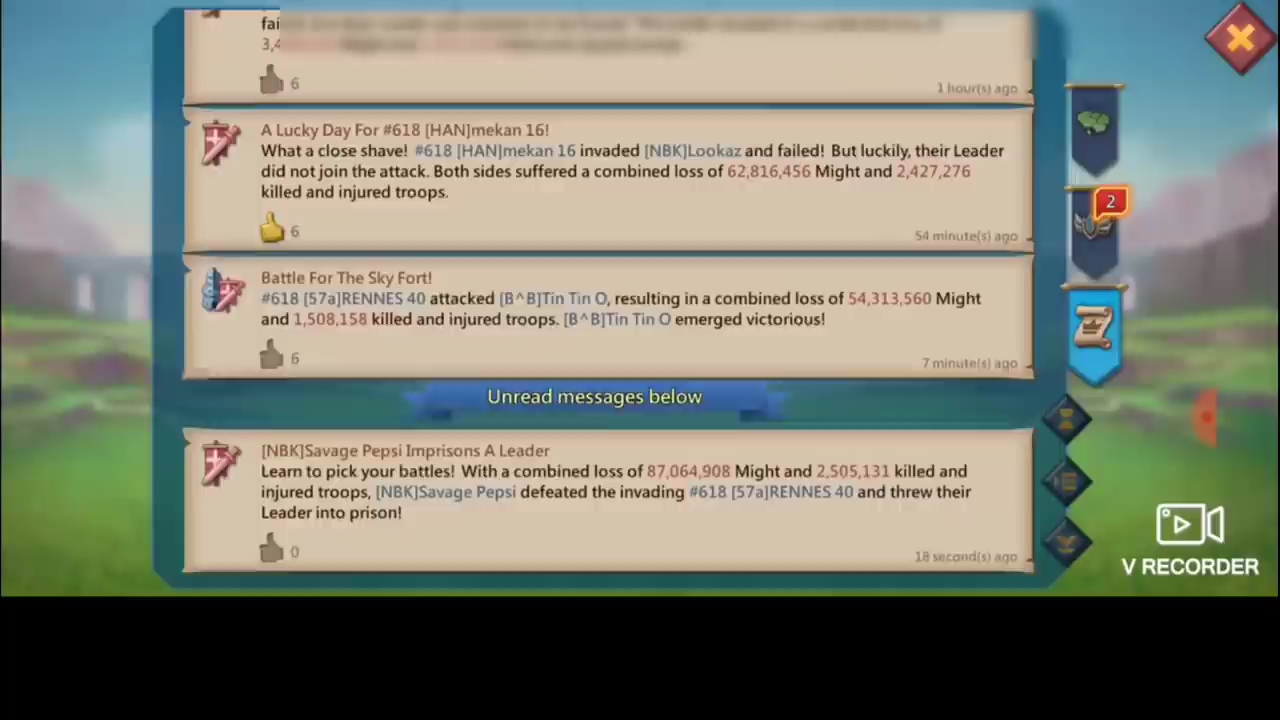 fai
3,4
6
1 hour(s) ago
A Lucky Day For #618 [HAN]mekan 16!
What a close shave! #618 [HAN]mekan 16 invaded [NBK]Lookaz and failed! But luckily, their Leader
did not join the attack. Both sides suffered a combined loss of 62,816,456 Might and 2,427,276
killed and injured troops.
6
54 minute(s) ago
2
Battle For The Sky Fort!
#618 [57a]RENNES 40 attacked [B^B]Tin Tin O, resulting in a combined loss of 54,313,560 Might
and 1,508,158 killed and injured troops. [B^B]Tin Tin O emerged victorious!
6
7 minute(s) ago
Unread messages below
[NBK]Savage Pepsi Imprisons A Leader
Learn to pick your battles! With a combined loss of 87,064,908 Might and 2,505,131 killed and
injured troops, [NBK]Savage Pepsi defeated the invading #618 [57a]RENNES 40 and threw their
Leader into prison!
0
18 second(s) ago
V RECORDER